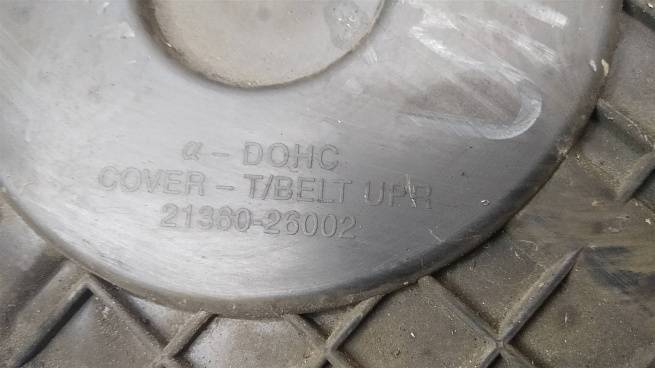 α - DOHC
COVER - T/BELT UPR
21360-26002